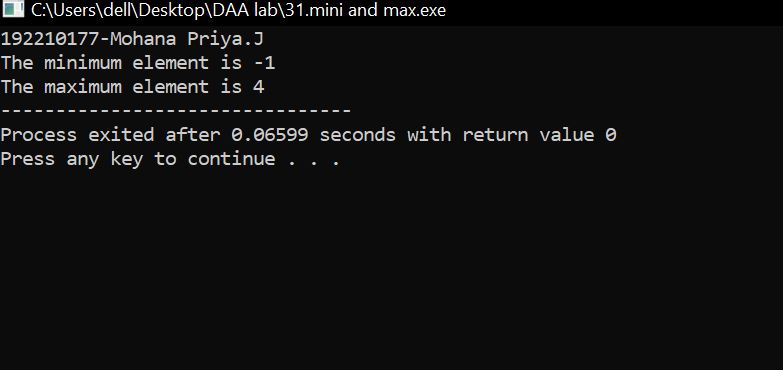 C:\Users\dell\Desktop\DAA lab\31.mini and max.exe
192210177-Mohana Priya.J
The minimum element is -1
The maximum element is 4
--------------------------------
Process exited after 0.06599 seconds with return value 0
Press any key to continue . . .